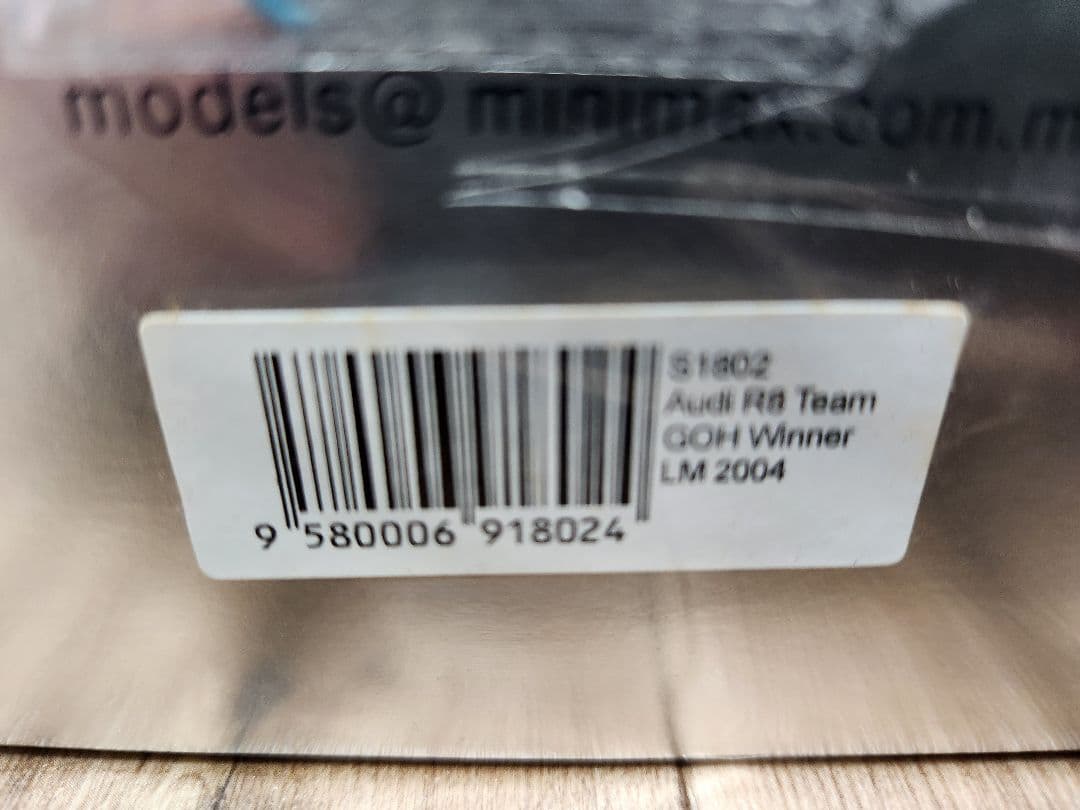 models@minimax.com.m
S1802
Audi R8 Team
GOH Winner
LM 2004
9 580006 918024